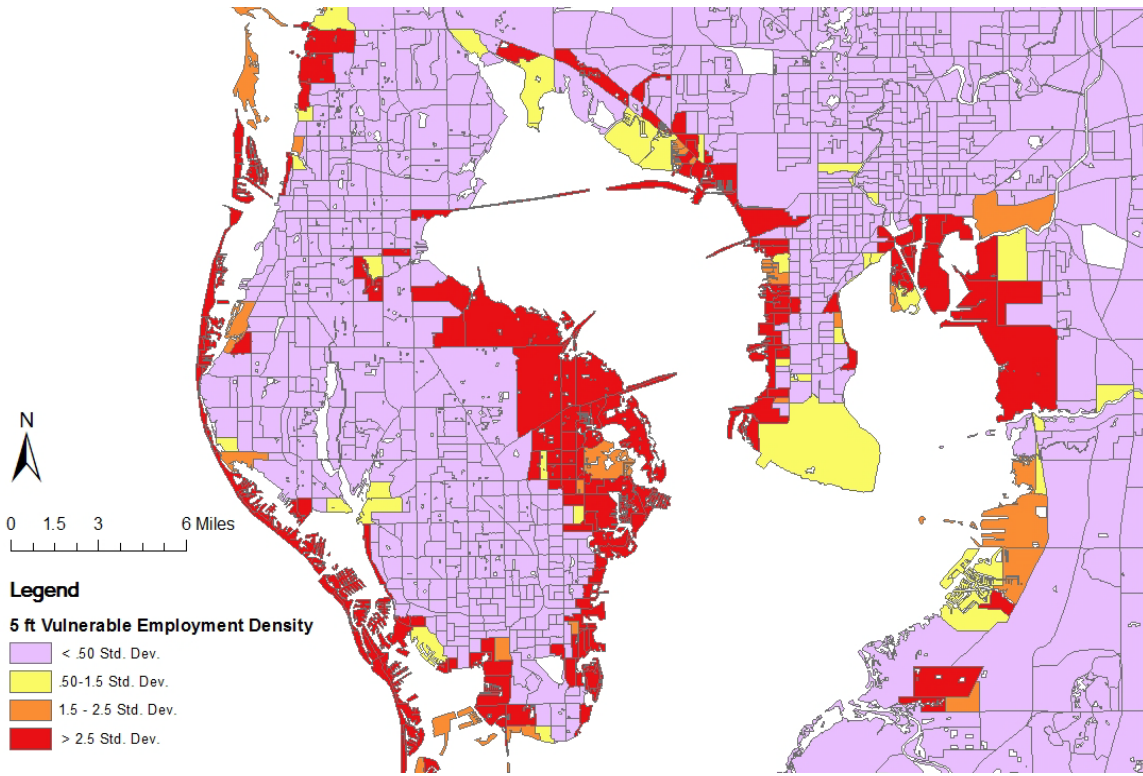 N
0 1.5 3 6 Miles
Legend
5 ft Vulnerable Employment Density
< .50 Std. Dev.
.50-1.5 Std. Dev.
1.5 - 2.5 Std. Dev.
> 2.5 Std. Dev.